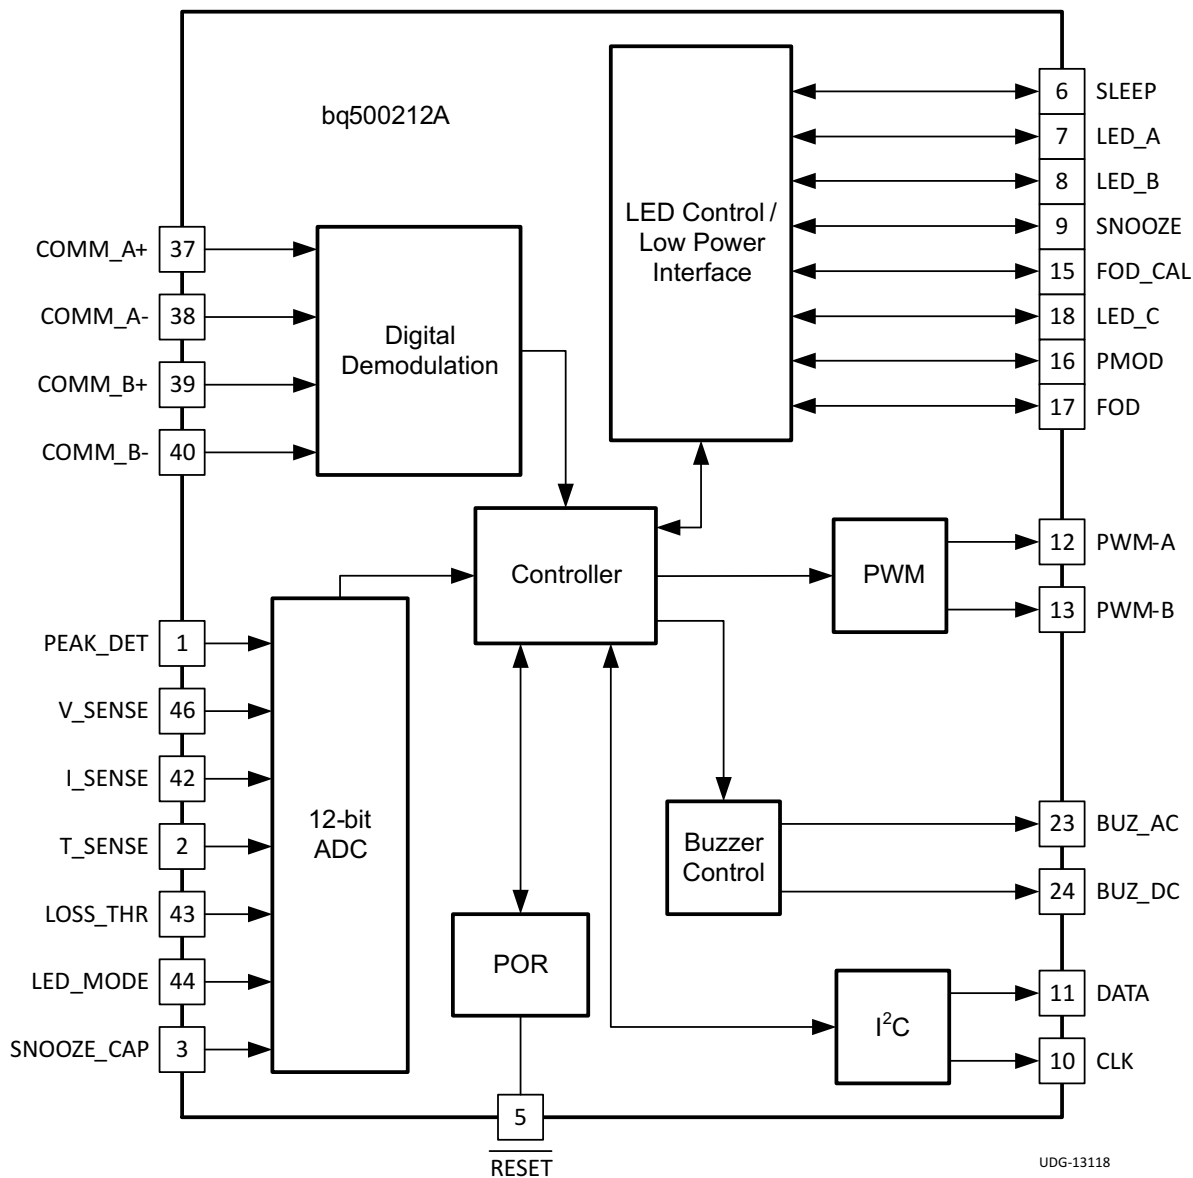 bq500212A
COMM_A+ 37
COMM_A- 38
COMM_B+ 39
COMM_B- 40
Digital
Demodulation
LED Control /
Low Power
Interface
6 SLEEP
7 LED_A
8 LED_B
9 SNOOZE
15 FOD_CAL
18 LED_C
16 PMOD
17 FOD
Controller
PWM
12 PWM-A
13 PWM-B
PEAK_DET 1
V_SENSE 46
I_SENSE 42
T_SENSE 2
LOSS_THR 43
LED_MODE 44
SNOOZE_CAP 3
12-bit
ADC
Buzzer
Control
23 BUZ_AC
24 BUZ_DC
POR
I²C
11 DATA
10 CLK
5
RESET
UDG-13118